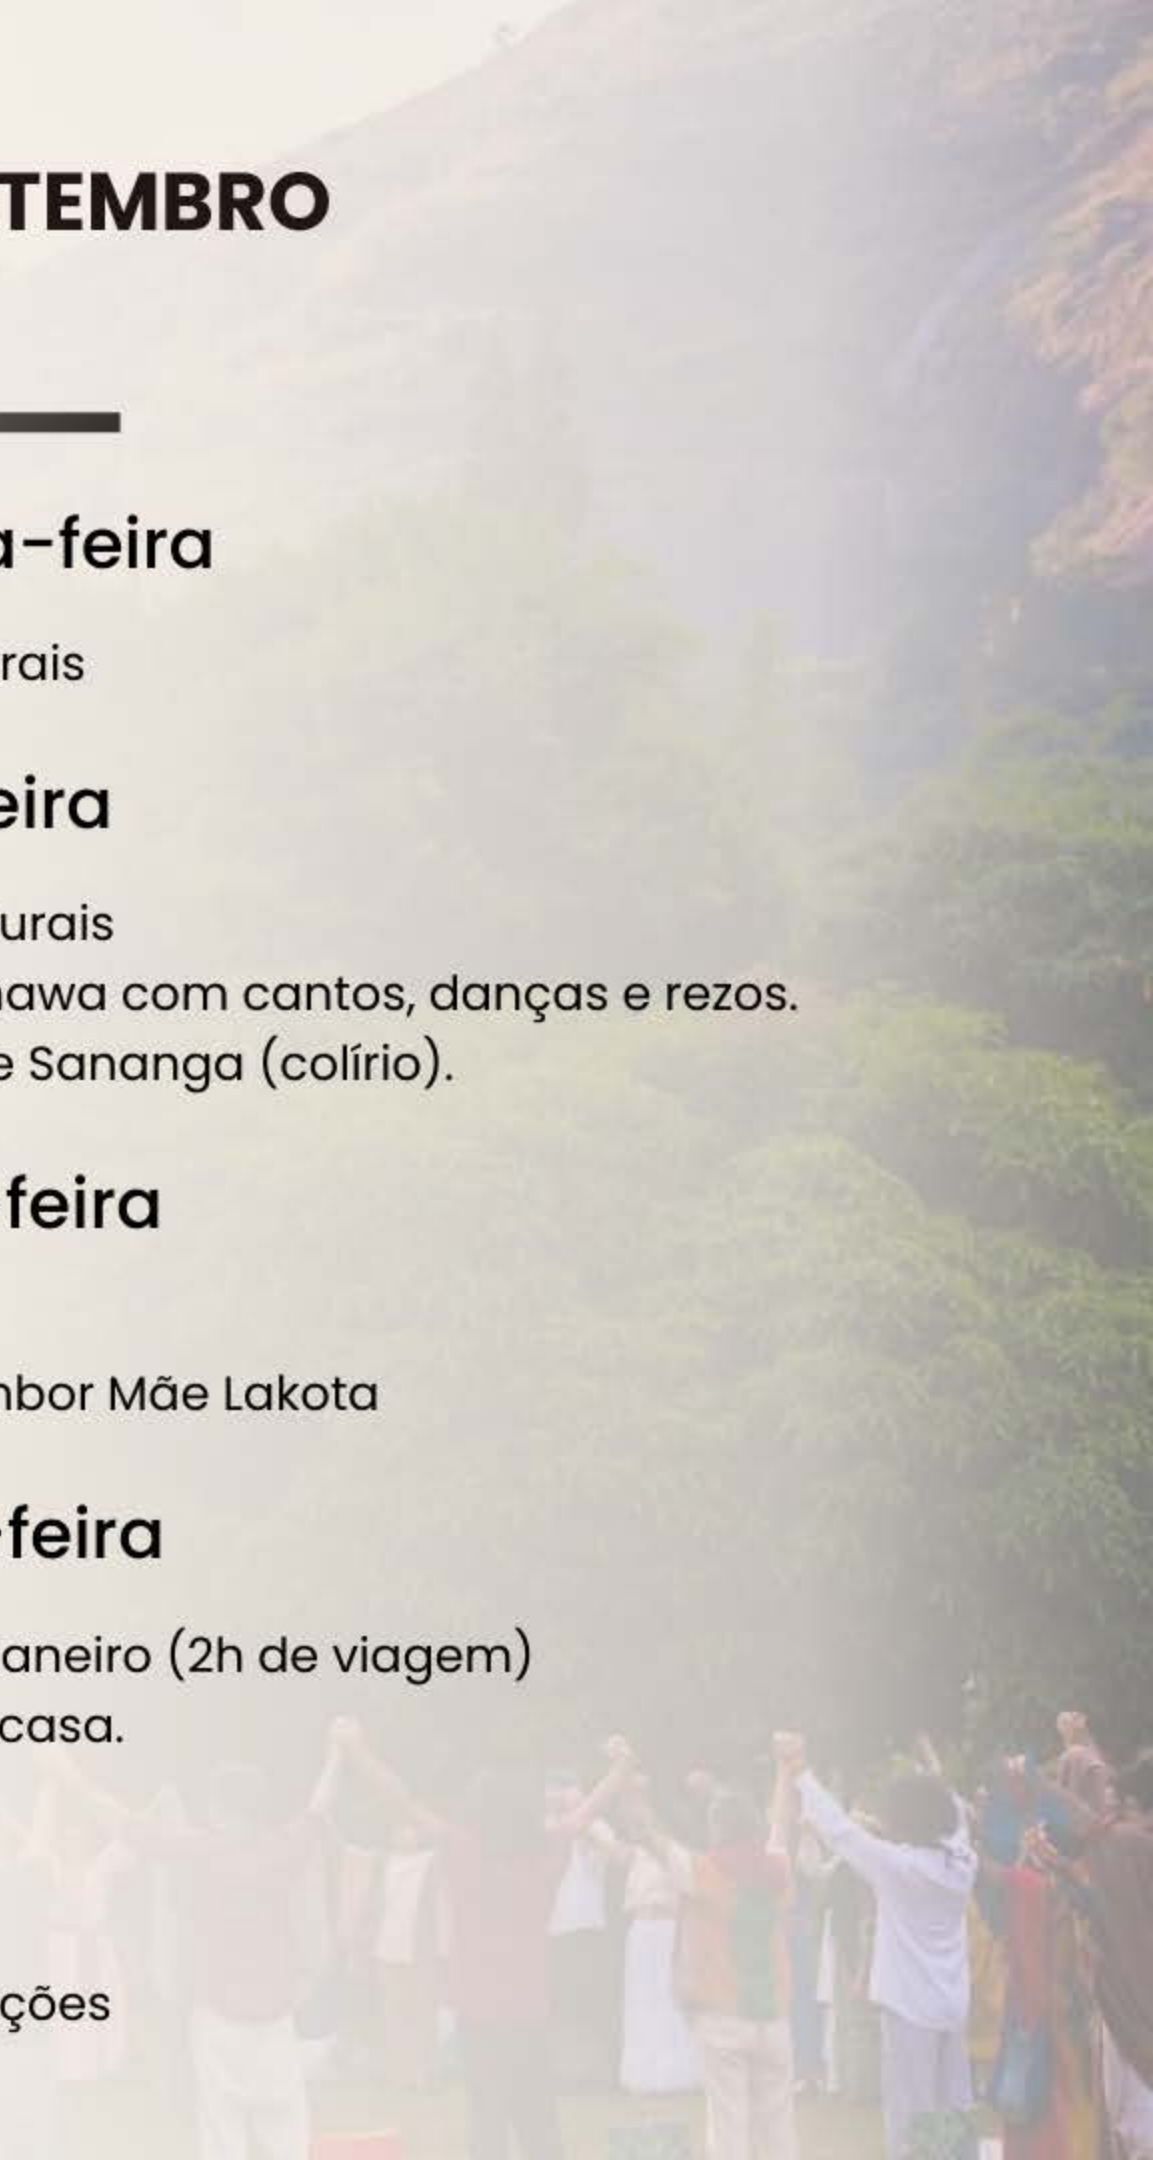 TEMBRO
a-feira
rais
eira
urais
nawa com cantos, danças e rezos.
e Sananga (colírio).
feira
nbor Mãe Lakota
-feira
aneiro (2h de viagem)
casa.
ções